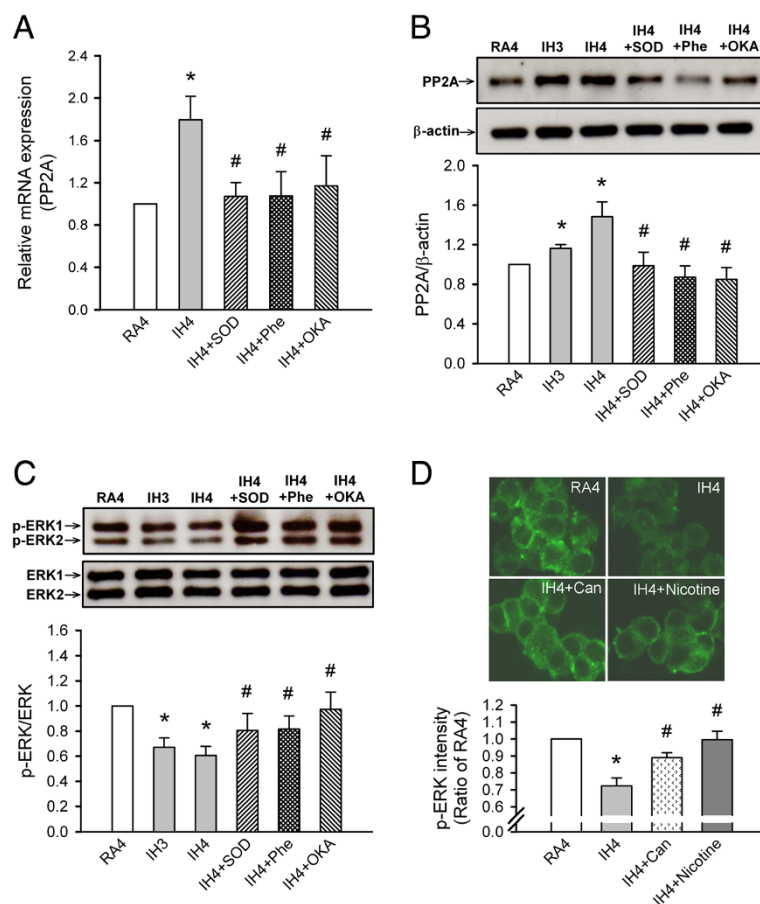 A
Relative mRNA expression
(PP2A)
2.4
2.0
1.6
1.2
0.8
0.4
0.0
*
#
#
#
RA4
IH4
IH4+SOD
IH4+Phe
IH4+OKA
B
RA4
IH3
IH4
IH4
+SOD
IH4
+Phe
IH4
+OKA
PP2A
β-actin
PP2A/β-actin
2.0
1.6
1.2
0.8
0.4
0.0
*
*
#
#
#
RA4
IH3
IH4
IH4+SOD
IH4+Phe
IH4+OKA
C
RA4
IH3
IH4
IH4
+SOD
IH4
+Phe
IH4
+OKA
p-ERK1
p-ERK2
ERK1
ERK2
p-ERK/ERK
1.6
1.4
1.2
1.0
0.8
0.6
0.4
0.2
0.0
*
*
#
#
#
RA4
IH3
IH4
IH4+SOD
IH4+Phe
IH4+OKA
D
RA4
IH4
IH4+Can
IH4+Nicotine
p-ERK intensity
(Ratio of RA4)
1.2
1.0
0.9
0.8
0.7
0.6
0.0
*
#
#
RA4
IH4
IH4+Can
IH4+Nicotine